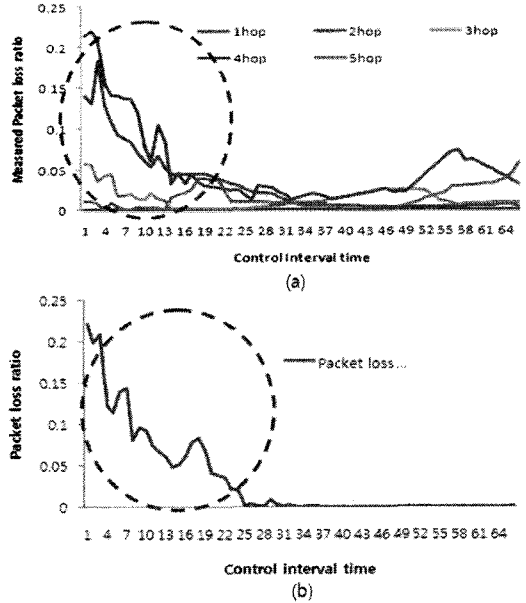 0.25
0.2
0.15
0.1
0.05
0
Measured Packet loss ratio
1hop 2hop 3hop
4hop 5hop
1 4 7 10 13 16 19 22 25 28 31 34 37 40 43 46 49 52 55 58 61 64
Control Interval time
(a)
0.25
0.2
0.15
0.1
0.05
0
Packet loss ratio
Packet loss...
1 4 7 10 13 16 19 22 25 28 31 34 37 40 43 46 49 52 55 58 61 64
Control interval time
(b)